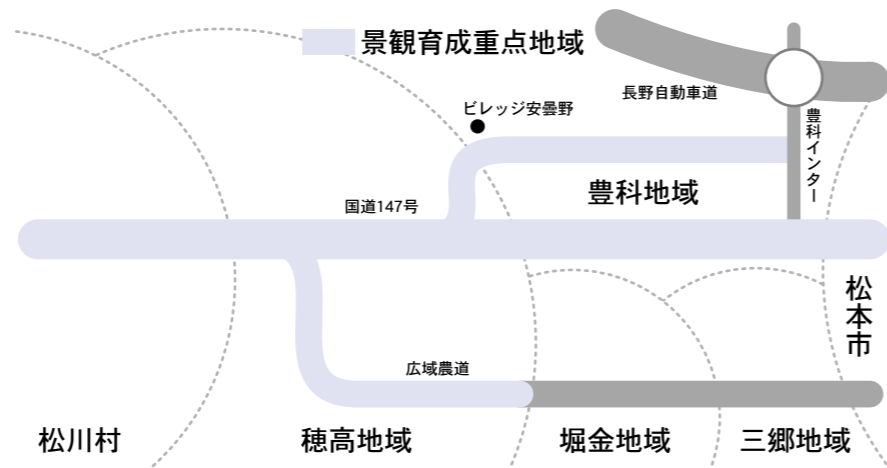 景観育成重点地域
長野自動車道
ビレッジ安曇野
豊科インター
豊科地域
国道147号
松本市
広域農道
松川村
穂高地域
堀金地域
三郷地域